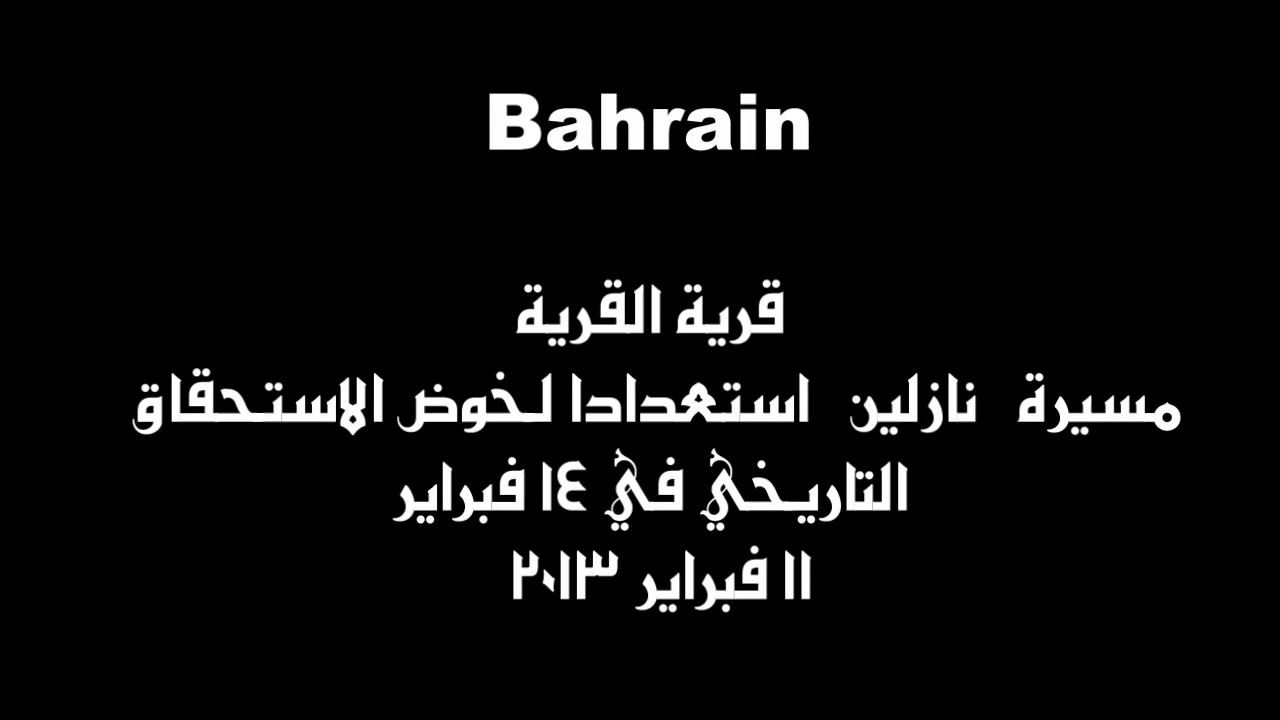 Bahrain
قرية القرية
مسيرة نازلين استعدادا لخوض الاستحقاق
التاريخي في ١٤ فبراير
١١ فبراير ٢٠١٣